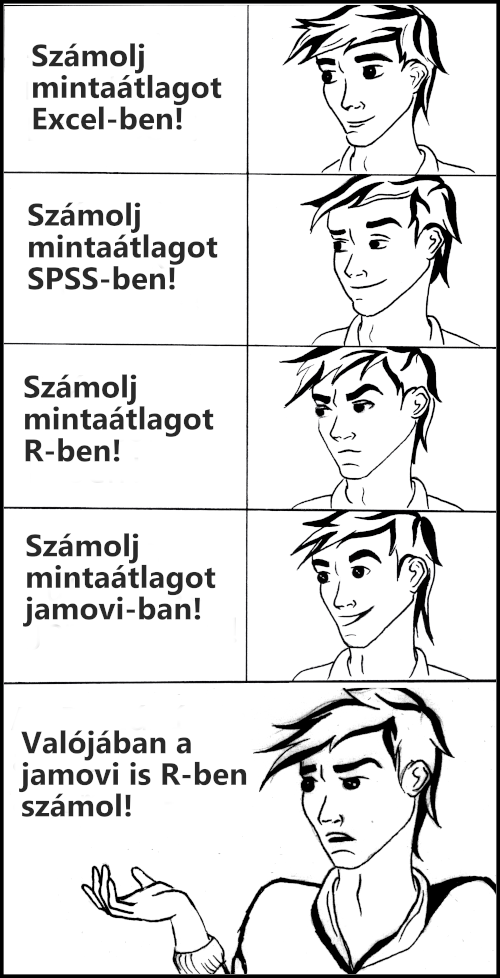 Számolj
mintaátlagot
Excel-ben!
Számolj
mintaátlagot
SPSS-ben!
Számolj
mintaátlagot
R-ben!
Számolj
mintaátlagot
jamovi-ban!
Valójában a
jamovi is R-ben
számol!